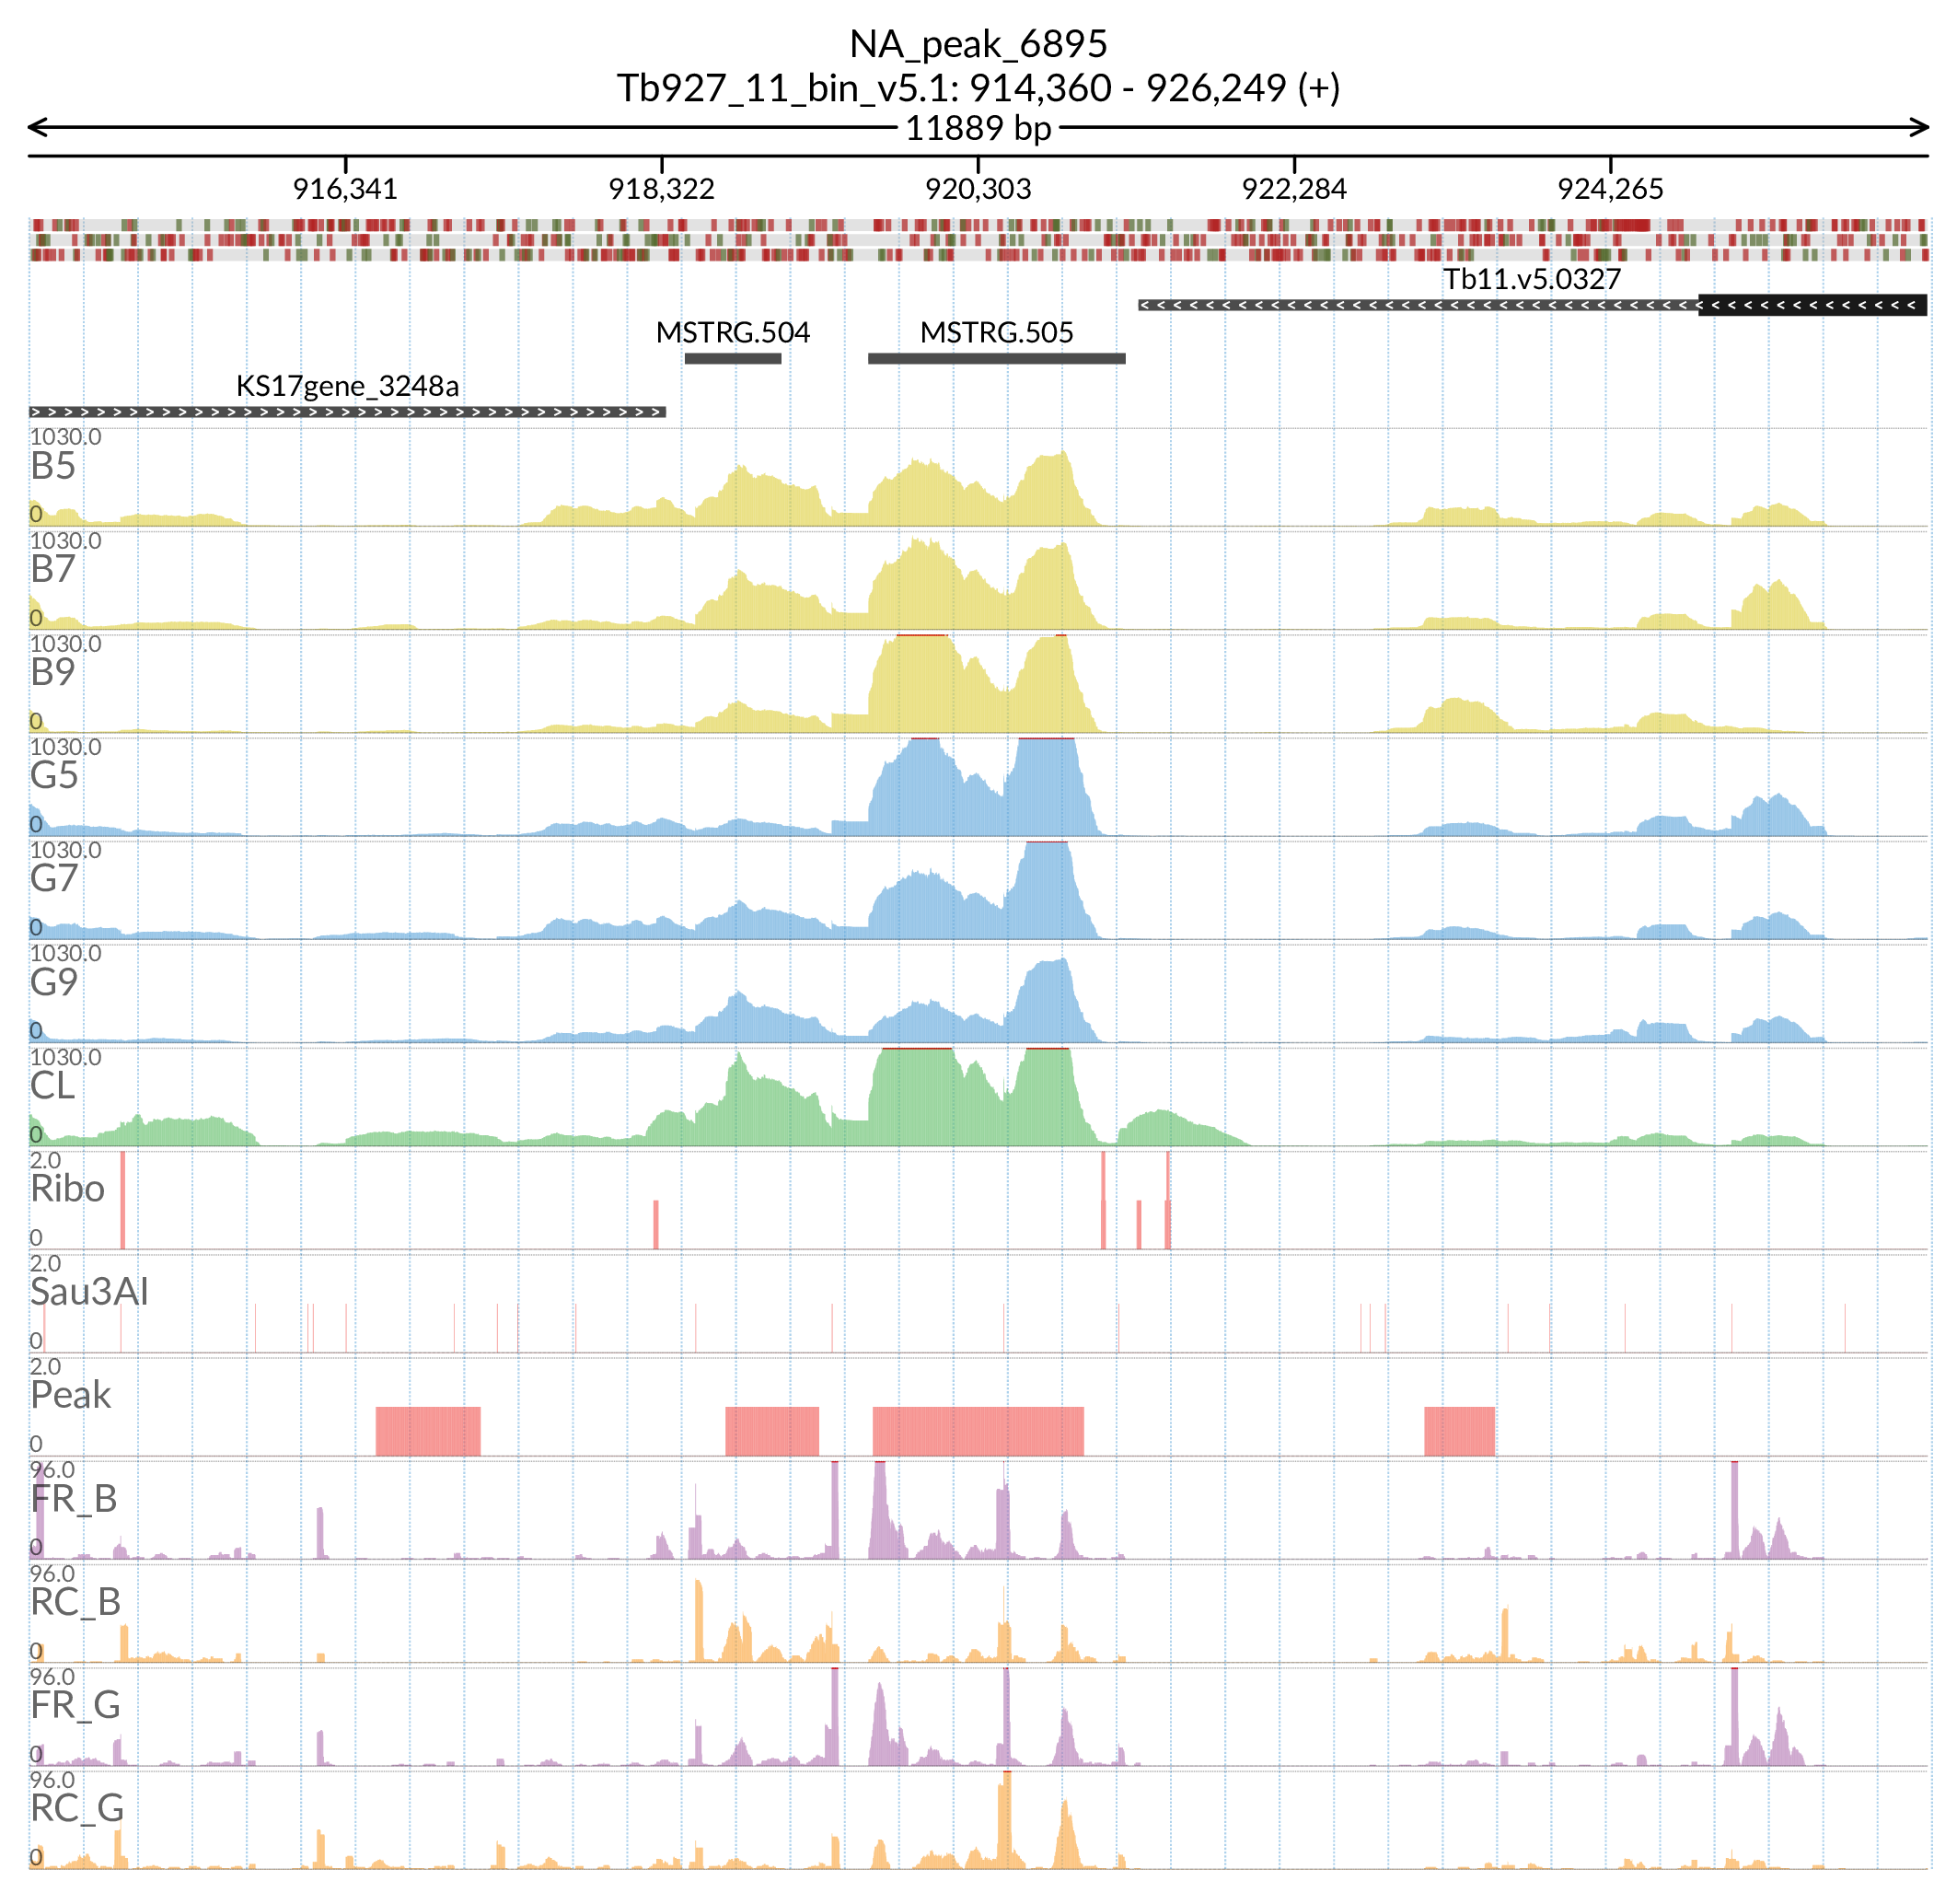 NA_peak_6895
Tb927_11_bin_v5.1: 914,360 - 926,249 (+)
11889 bp
916,341 918,322 920,303 922,284 924,265
Tb11.v5.0327
MSTRG.504 MSTRG.505
KS17gene_3248a
1030.0
B5
0
1030.0
B7
0
1030.0
B9
0
1030.0
G5
0
1030.0
G7
0
1030.0
G9
0
1030.0
CL
0
2.0
Ribo
0
2.0
Sau3AI
0
2.0
Peak
0
96.0
FR_B
0
96.0
RC_B
0
96.0
FR_G
0
96.0
RC_G
0